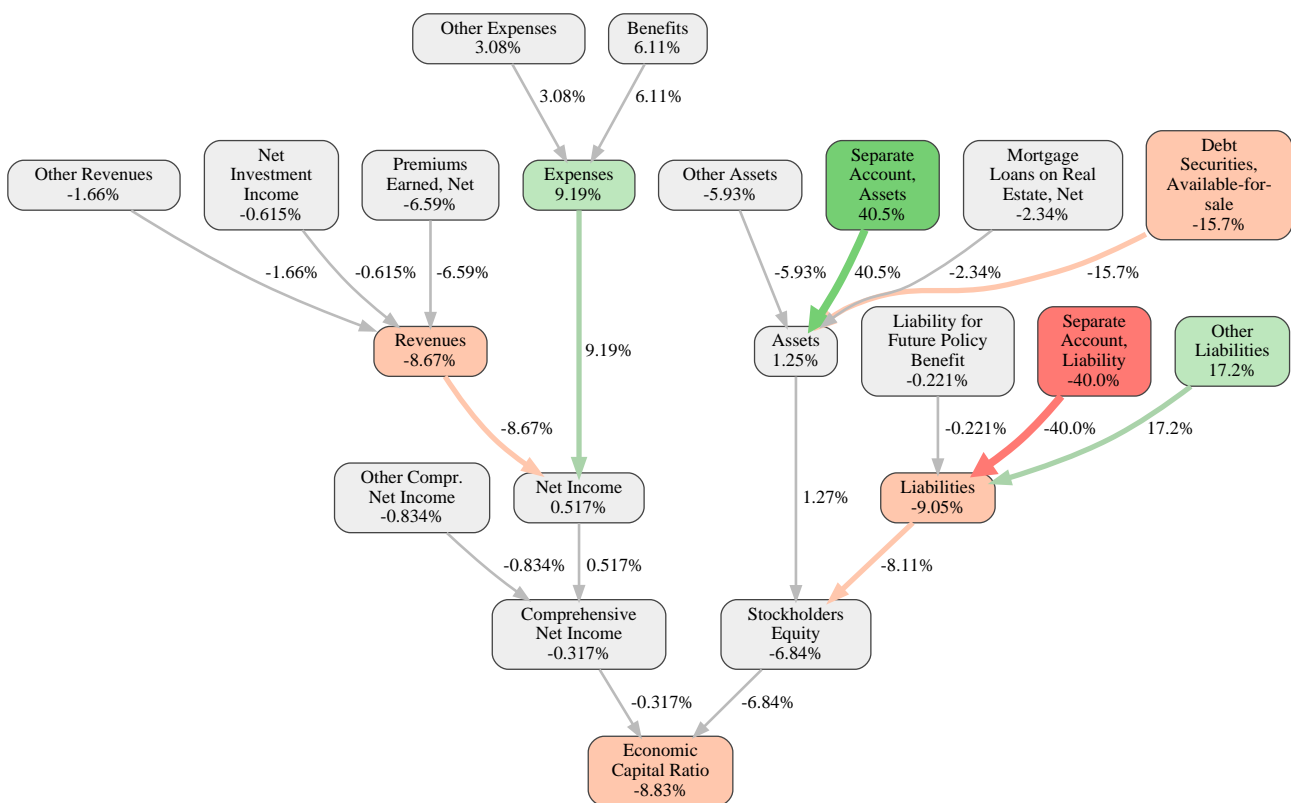 Other Expenses
3.08%
Benefits
6.11%
3.08%
6.11%
Other Revenues
-1.66%
Net
Investment
Income
-0.615%
Premiums
Earned, Net
-6.59%
Expenses
9.19%
Other Assets
-5.93%
Separate
Account,
Assets
40.5%
Mortgage
Loans on Real
Estate, Net
-2.34%
Debt
Securities,
Available-for-
sale
-15.7%
-1.66%
-0.615%
-6.59%
-5.93%
40.5%
-2.34%
-15.7%
Revenues
-8.67%
9.19%
Assets
1.25%
Liability for
Future Policy
Benefit
-0.221%
Separate
Account,
Liability
-40.0%
Other
Liabilities
17.2%
-8.67%
-0.221%
-40.0%
17.2%
Other Compr.
Net Income
-0.834%
Net Income
0.517%
1.27%
Liabilities
-9.05%
-0.834%
0.517%
-8.11%
Comprehensive
Net Income
-0.317%
Stockholders
Equity
-6.84%
-0.317%
-6.84%
Economic
Capital Ratio
-8.83%